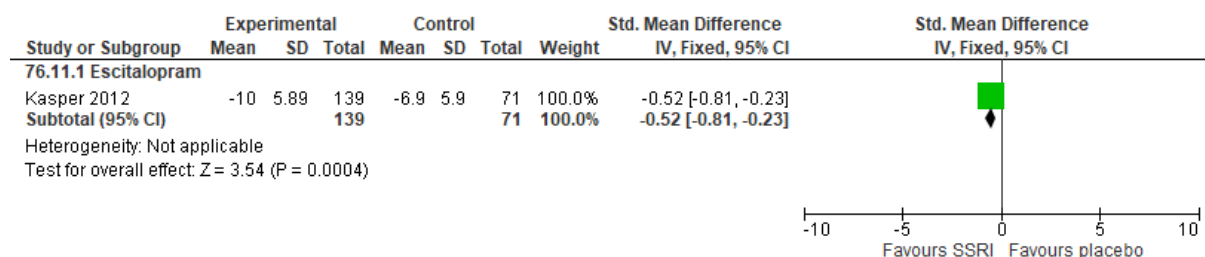 Experimental Control Std. Mean Difference Std. Mean Difference
Study or Subgroup Mean SD Total Mean SD Total Weight IV, Fixed, 95% CI IV, Fixed, 95% CI
76.11.1 Escitalopram
Kasper 2012 -10 5.89 139 -6.9 5.9 71 100.0% -0.52 [-0.81, -0.23]
Subtotal (95% CI) 139 71 100.0% -0.52 [-0.81, -0.23]
Heterogeneity: Not applicable
Test for overall effect: Z = 3.54 (P = 0.0004)
-10 -5 0 5 10
Favours SSRI Favours placebo